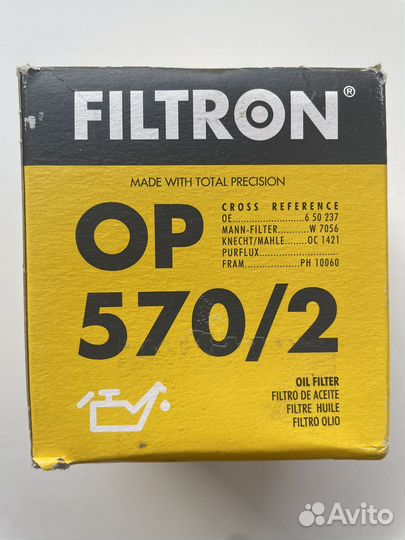 FILTRON®
MADE WITH TOTAL PRECISION
OP
570/2
CROSS REFERENCE
OE....................6 50 237
MANN-FILTER...........W 7056
KNECHT/MAHLE.......OC 1421
PURFLUX....................
FRAM..................PH 10060
OIL FILTER
FILTRO DE ACEITE
FILTRE HUILE
FILTRO OLIO
Avito